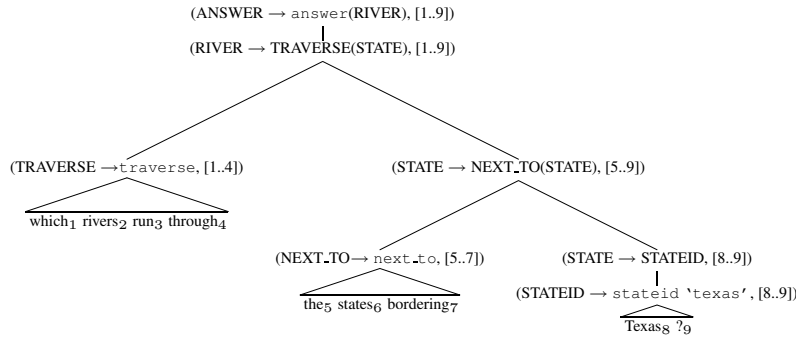 (ANSWER → answer(RIVER), [1..9])
(RIVER → TRAVERSE(STATE), [1..9])
(TRAVERSE →traverse, [1..4])
(STATE → NEXT_TO(STATE), [5..9])
which₁ rivers₂ run₃ through₄
(NEXT_TO→ next_to, [5..7])
(STATE → STATEID, [8..9])
the₅ states₆ bordering₇
(STATEID → stateid ‘texas’, [8..9])
Texas₈ ?₉